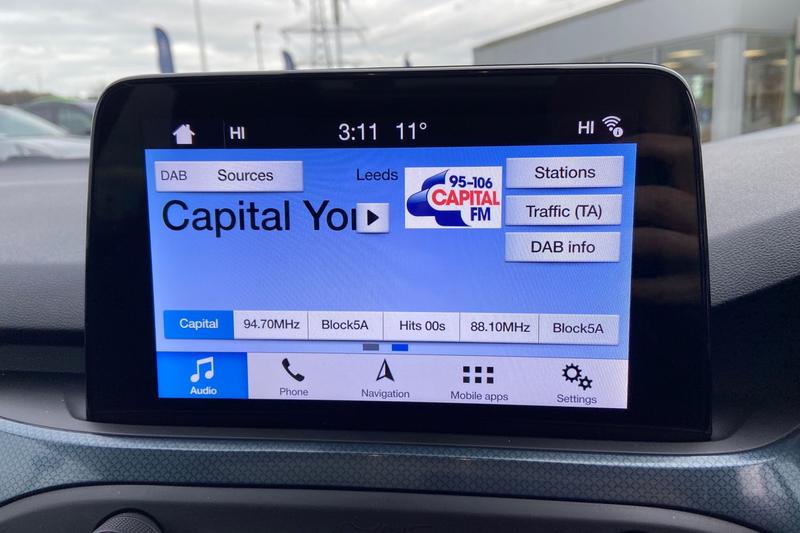 HI 3:11 11° HI
DAB Sources Leeds 95-106 CAPITAL FM Stations
Capital Yor
Traffic (TA)
DAB info
Capital 94.70MHz Block5A Hits 00s 88.10MHz Block5A
Audio Phone Navigation Mobile apps Settings